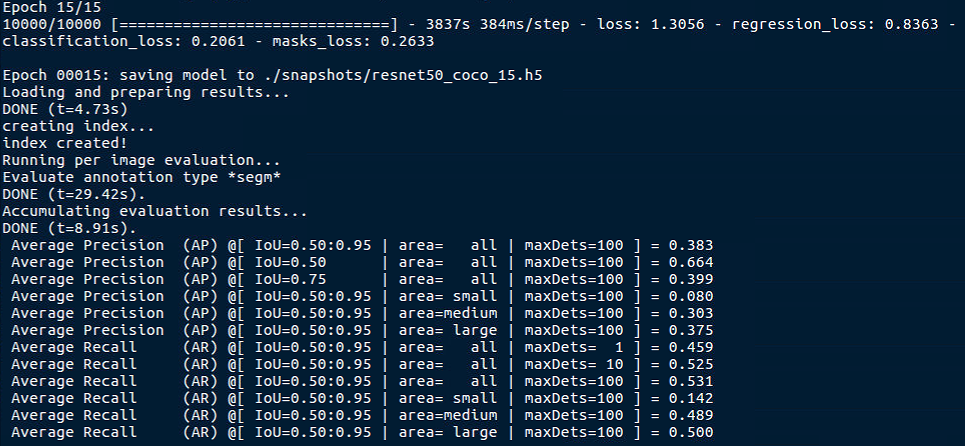 Epoch 15/15
10000/10000 [==============================] - 3837s 384ms/step - loss: 1.3056 - regression_loss: 0.8363 -
classification_loss: 0.2061 - masks_loss: 0.2633
Epoch 00015: saving model to ./snapshots/resnet50_coco_15.h5
Loading and preparing results...
DONE (t=4.73s)
creating index...
index created!
Running per image evaluation...
Evaluate annotation type *segm*
DONE (t=29.42s).
Accumulating evaluation results...
DONE (t=8.91s).
 Average Precision  (AP) @[ IoU=0.50:0.95 | area=   all | maxDets=100 ] = 0.383
 Average Precision  (AP) @[ IoU=0.50      | area=   all | maxDets=100 ] = 0.664
 Average Precision  (AP) @[ IoU=0.75      | area=   all | maxDets=100 ] = 0.399
 Average Precision  (AP) @[ IoU=0.50:0.95 | area= small | maxDets=100 ] = 0.080
 Average Precision  (AP) @[ IoU=0.50:0.95 | area=medium | maxDets=100 ] = 0.303
 Average Precision  (AP) @[ IoU=0.50:0.95 | area= large | maxDets=100 ] = 0.375
 Average Recall     (AR) @[ IoU=0.50:0.95 | area=   all | maxDets=  1 ] = 0.459
 Average Recall     (AR) @[ IoU=0.50:0.95 | area=   all | maxDets= 10 ] = 0.525
 Average Recall     (AR) @[ IoU=0.50:0.95 | area=   all | maxDets=100 ] = 0.531
 Average Recall     (AR) @[ IoU=0.50:0.95 | area= small | maxDets=100 ] = 0.142
 Average Recall     (AR) @[ IoU=0.50:0.95 | area=medium | maxDets=100 ] = 0.489
 Average Recall     (AR) @[ IoU=0.50:0.95 | area= large | maxDets=100 ] = 0.500